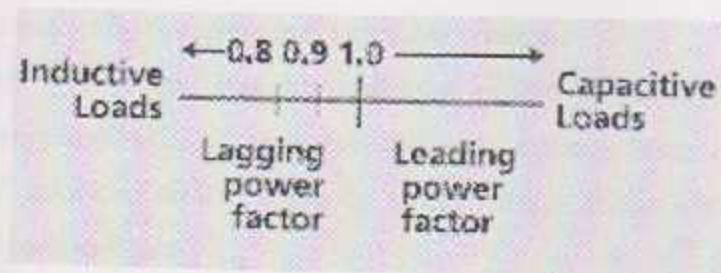 0.8 0.9 1.0
Inductive
Loads
Capacitive
Loads
Lagging
power
factor
Leading
power
factor